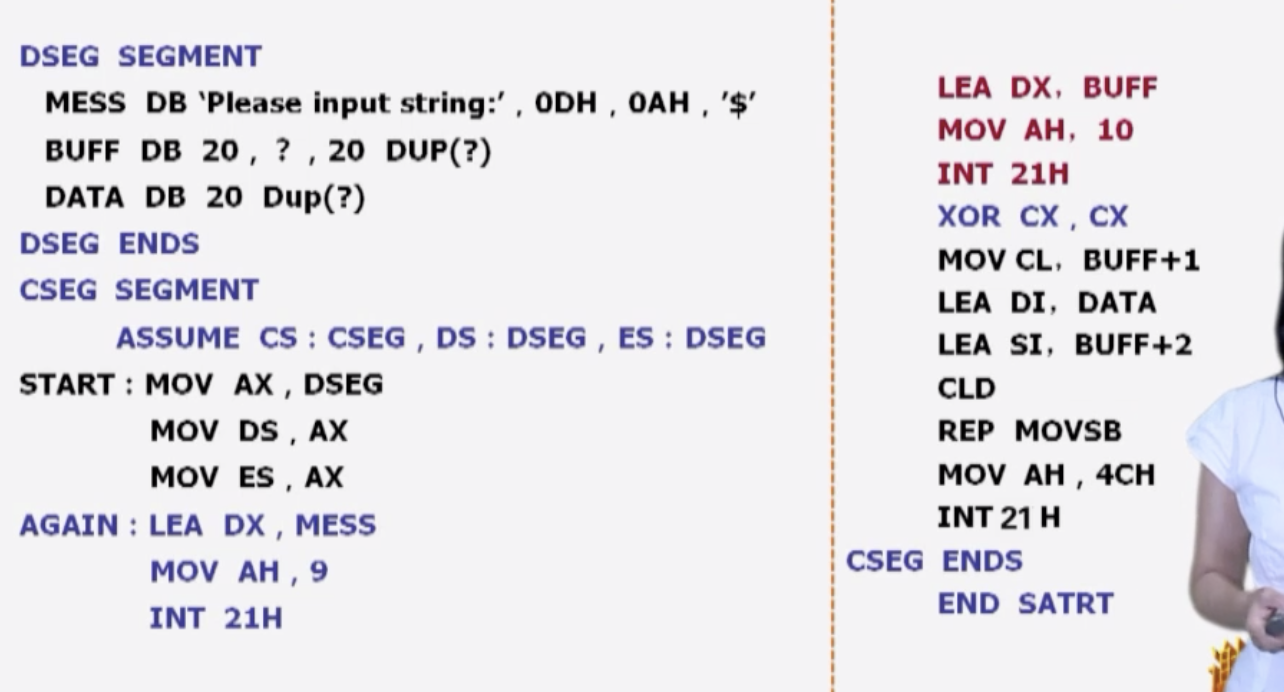 DSEG SEGMENT
MESS DB ‘Please input string:’ , 0DH , 0AH , ’$’
BUFF DB 20 , ? , 20 DUP(?)
DATA DB 20 Dup(?)
DSEG ENDS
CSEG SEGMENT
ASSUME CS : CSEG , DS : DSEG , ES : DSEG
START : MOV AX , DSEG
MOV DS , AX
MOV ES , AX
AGAIN : LEA DX , MESS
MOV AH , 9
INT 21H
LEA DX, BUFF
MOV AH, 10
INT 21H
XOR CX , CX
MOV CL, BUFF+1
LEA DI, DATA
LEA SI, BUFF+2
CLD
REP MOVSB
MOV AH , 4CH
INT 21 H
CSEG ENDS
END SATRT